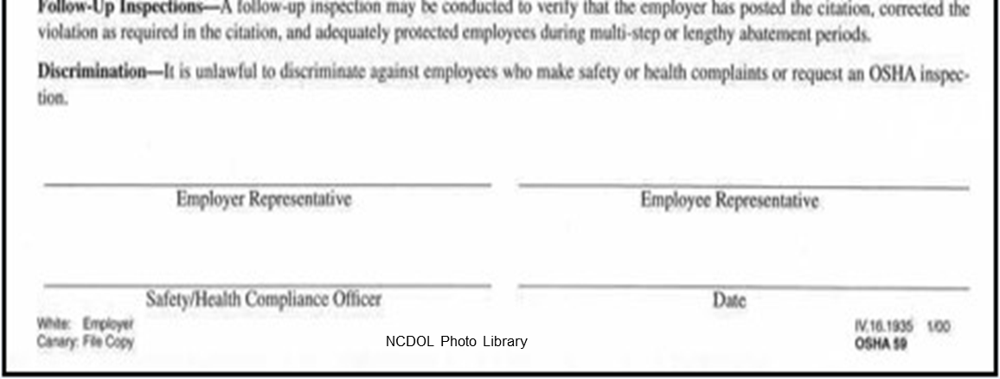 Follow-Up Inspections—A follow-up inspection may be conducted to verify that the employer has posted the citation, corrected the
violation as required in the citation, and adequately protected employees during multi-step or lengthy abatement periods.
Discrimination—It is unlawful to discriminate against employees who make safety or health complaints or request an OSHA inspec-
tion.
Employer Representative Employee Representative
Safety/Health Compliance Officer Date
White: Employer IV.16.1935 1/00
Canary: File Copy NCDOL Photo Library OSHA 59